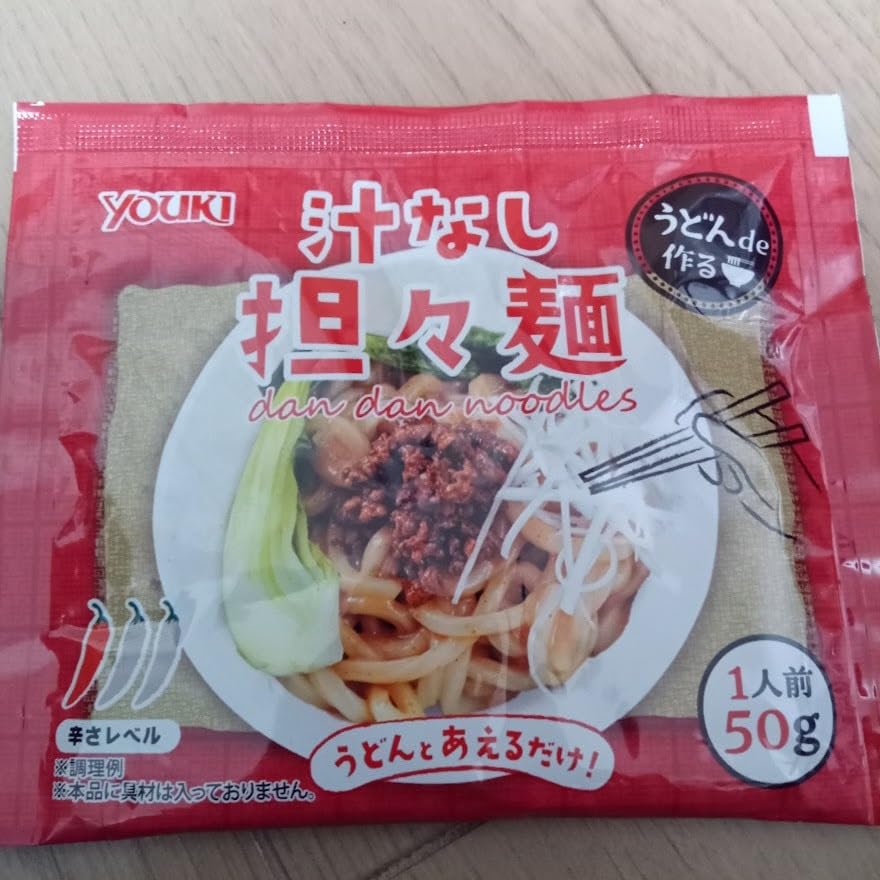 YOUKI
汁なし
担々麺
dan dan noodles
うどんde
作る
辛さレベル
※調理例
※本品に具材は入っておりません。
うどんとあえるだけ!
1人前
50g